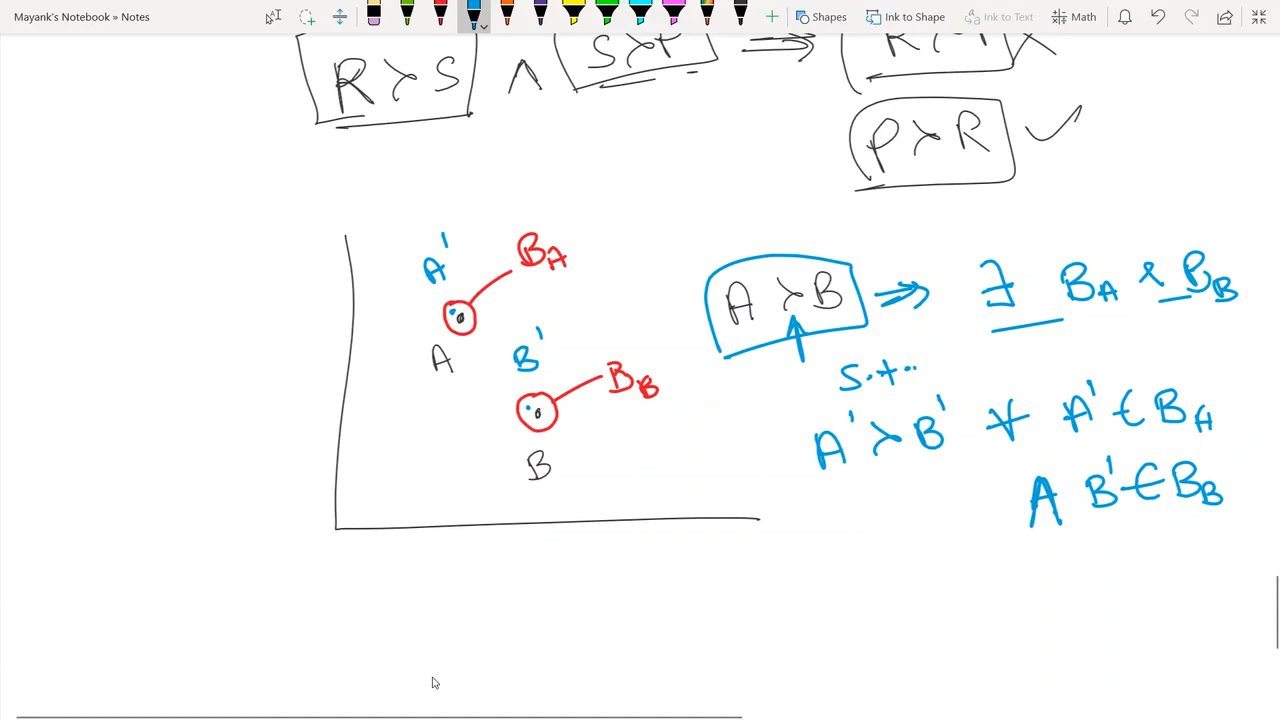 Mayank's Notebook » Notes
Shapes
Ink to Shape
Ink to Text
Math
R ≻ S ∧ S ≻ P ⇒ R ≻ P ✗
P ≻ R ✓
A' B_A
A
B' B_B
B
A ≻ B ⇒ ∃ B_A & B_B
s.t.
A' ≻ B' ∀ A' ∈ B_A
∀ B' ∈ B_B